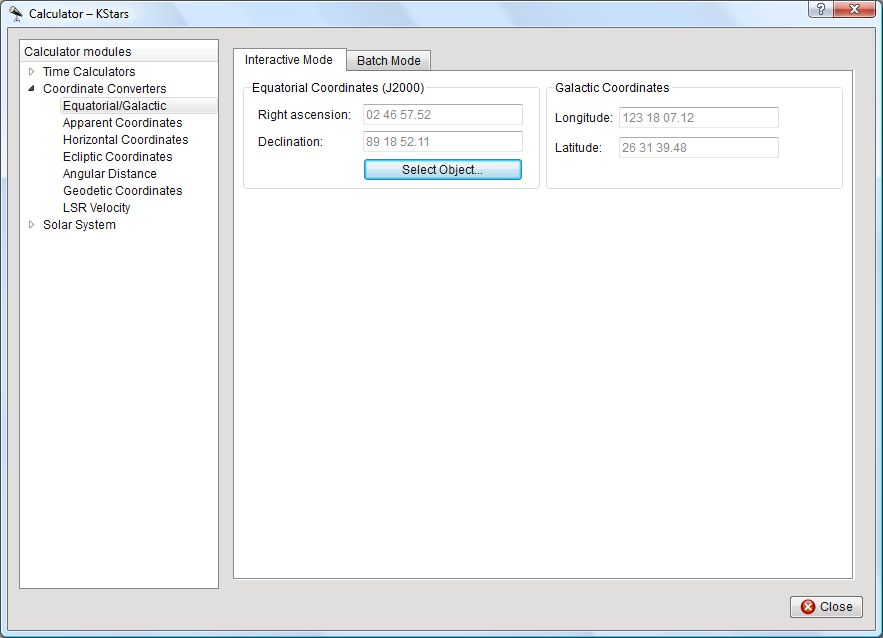 Calculator – KStars
Calculator modules
Time Calculators
Coordinate Converters
Equatorial/Galactic
Apparent Coordinates
Horizontal Coordinates
Ecliptic Coordinates
Angular Distance
Geodetic Coordinates
LSR Velocity
Solar System
Interactive Mode
Batch Mode
Equatorial Coordinates (J2000)
Right ascension: 02 46 57.52
Declination: 89 18 52.11
Select Object...
Galactic Coordinates
Longitude: 123 18 07.12
Latitude: 26 31 39.48
Close